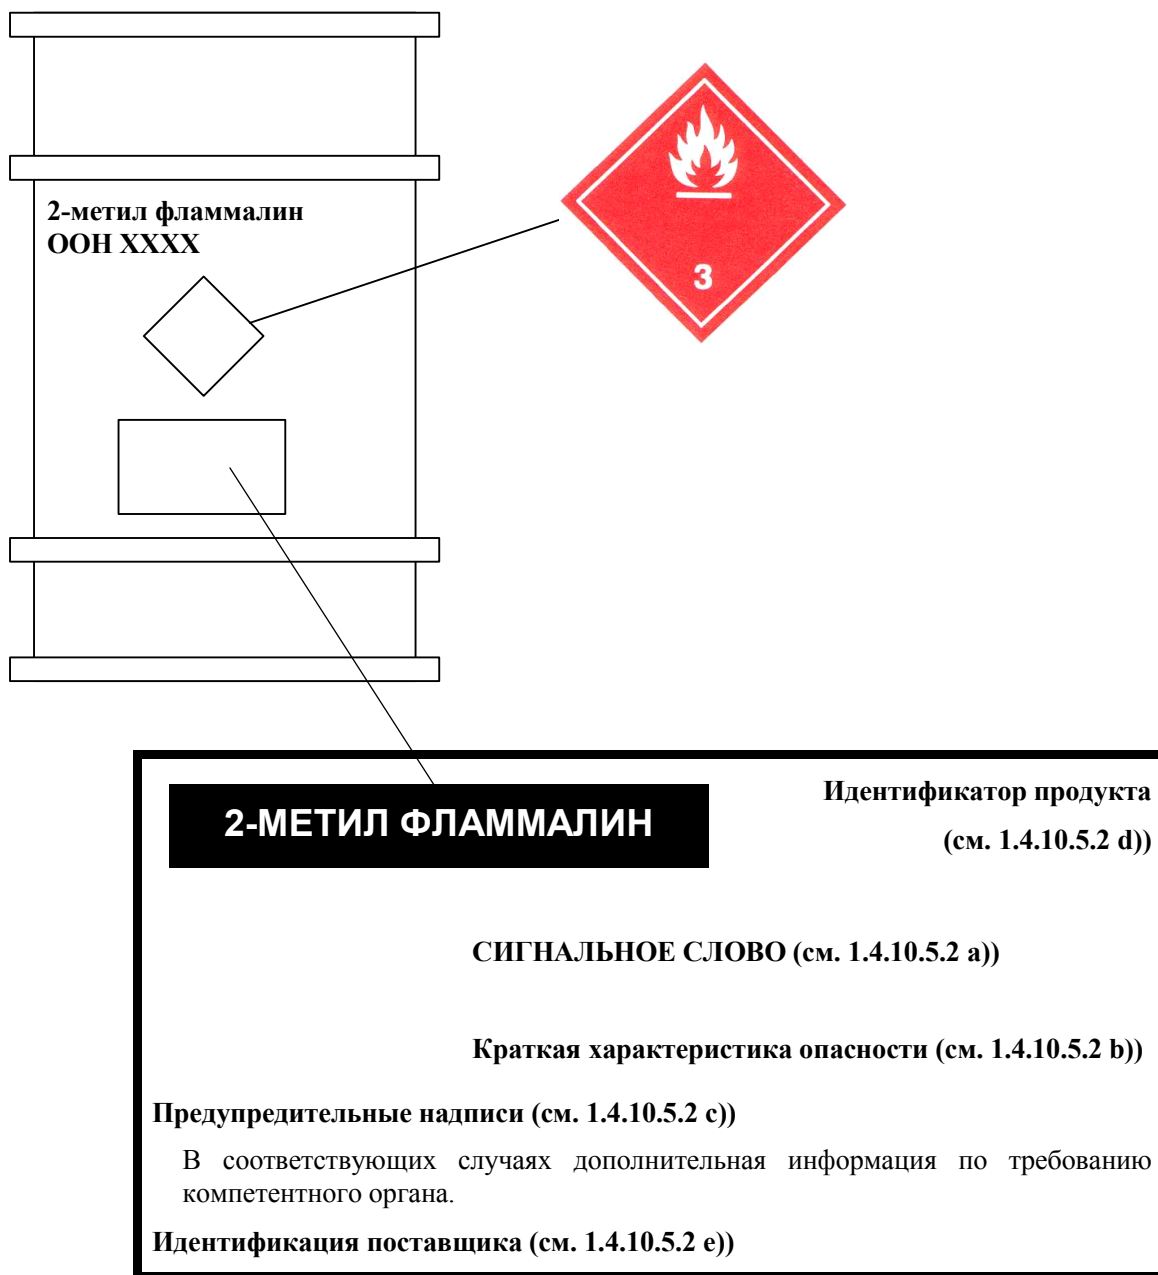 2-метил фламмалин
ООН XXXX
3
2-МЕТИЛ ФЛАММАЛИН
Идентификатор продукта
(см. 1.4.10.5.2 d))
СИГНАЛЬНОЕ СЛОВО (см. 1.4.10.5.2 a))
Краткая характеристика опасности (см. 1.4.10.5.2 b))
Предупредительные надписи (см. 1.4.10.5.2 c))
В соответствующих случаях дополнительная информация по требованию
компетентного органа.
Идентификация поставщика (см. 1.4.10.5.2 e))